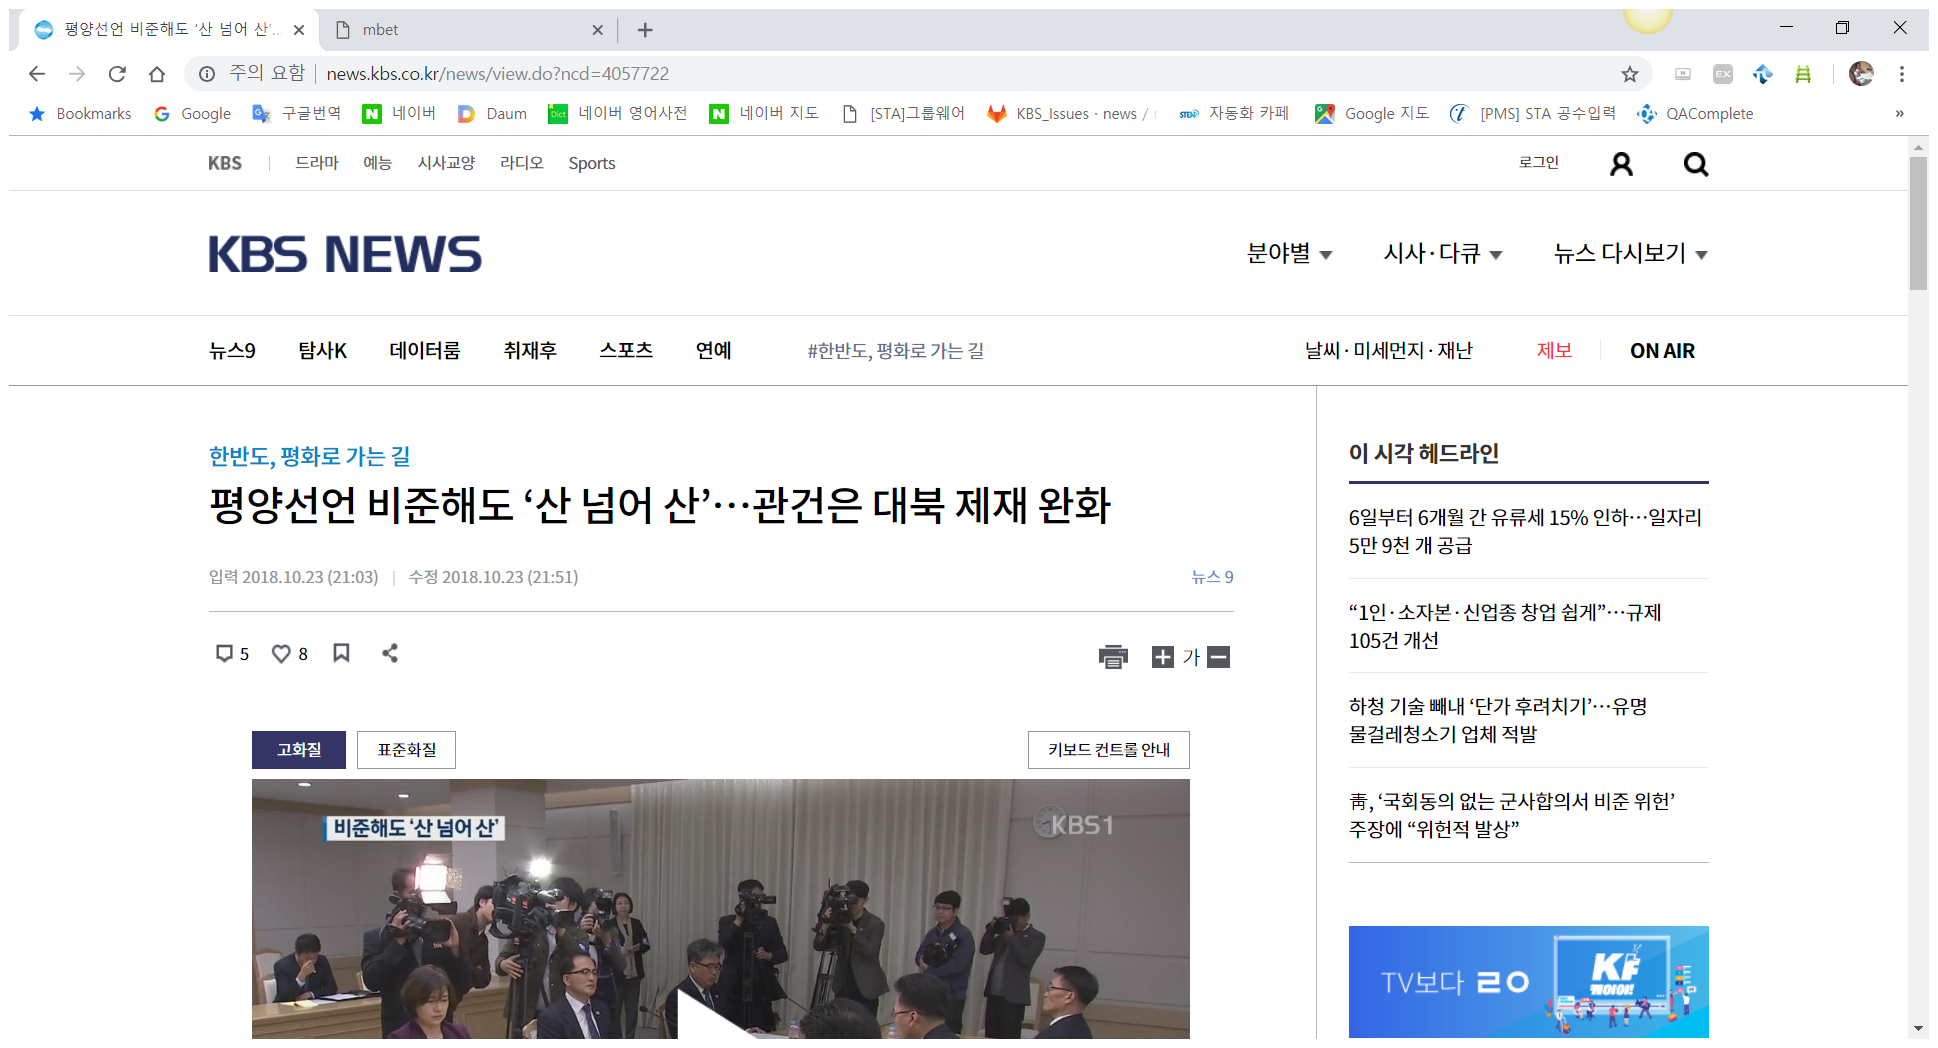 평양선언 비준해도 ‘산 넘어 산’...
mbet
주의 요함 news.kbs.co.kr/news/view.do?ncd=4057722
Bookmarks Google 구글번역 네이버 Daum 네이버 영어사전 네이버 지도 [STA]그룹웨어 KBS_Issues · news / 자동화 카페 Google 지도 [PMS] STA 공수입력 QAComplete »
KBS 드라마 예능 시사교양 라디오 Sports 로그인
KBS NEWS 분야별 시사·다큐 뉴스 다시보기
뉴스9 탐사K 데이터룸 취재후 스포츠 연예 #한반도, 평화로 가는 길 날씨·미세먼지·재난 제보 ON AIR
한반도, 평화로 가는 길
평양선언 비준해도 ‘산 넘어 산’…관건은 대북 제재 완화
입력 2018.10.23 (21:03) | 수정 2018.10.23 (21:51) 뉴스 9
5 8 가
고화질 표준화질 키보드 컨트롤 안내
비준해도 ‘산 넘어 산’ KBS1
이 시각 헤드라인
6일부터 6개월 간 유류세 15% 인하…일자리
5만 9천 개 공급
“1인·소자본·신업종 창업 쉽게”…규제
105건 개선
하청 기술 빼내 ‘단가 후려치기’…유명
물걸레청소기 업체 적발
靑, ‘국회동의 없는 군사합의서 비준 위헌’
주장에 “위헌적 발상”
TV보다 ㄹㅇ
KF
케이야!